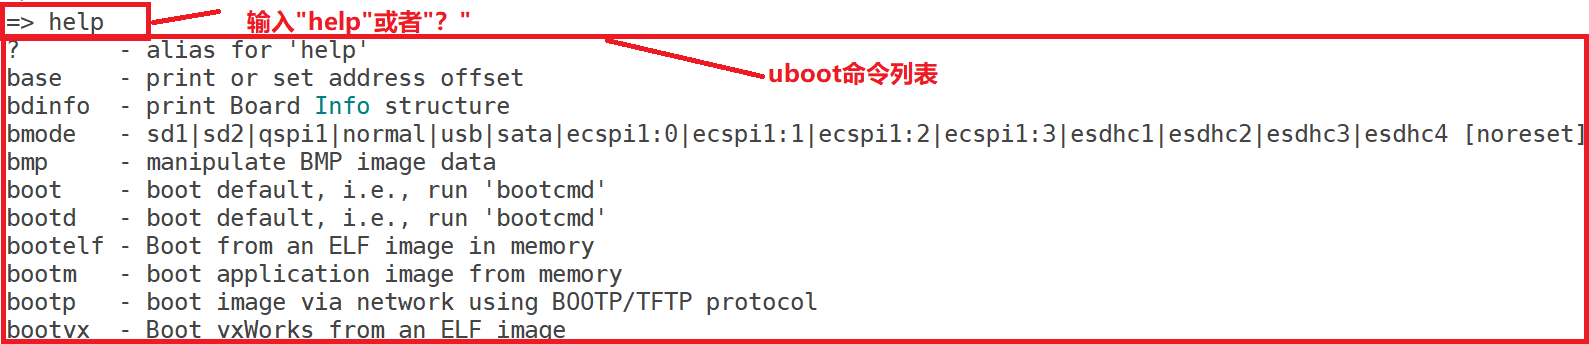 => help
输入"help"或者"？"
? - alias for 'help'
uboot命令列表
base - print or set address offset
bdinfo - print Board Info structure
bmode - sd1|sd2|qspi1|normal|usb|sata|ecspi1:0|ecspi1:1|ecspi1:2|ecspi1:3|esdhc1|esdhc2|esdhc3|esdhc4 [noreset]
bmp - manipulate BMP image data
boot - boot default, i.e., run 'bootcmd'
bootd - boot default, i.e., run 'bootcmd'
bootelf - Boot from an ELF image in memory
bootm - boot application image from memory
bootp - boot image via network using BOOTP/TFTP protocol
bootvx - Boot vxWorks from an ELF image